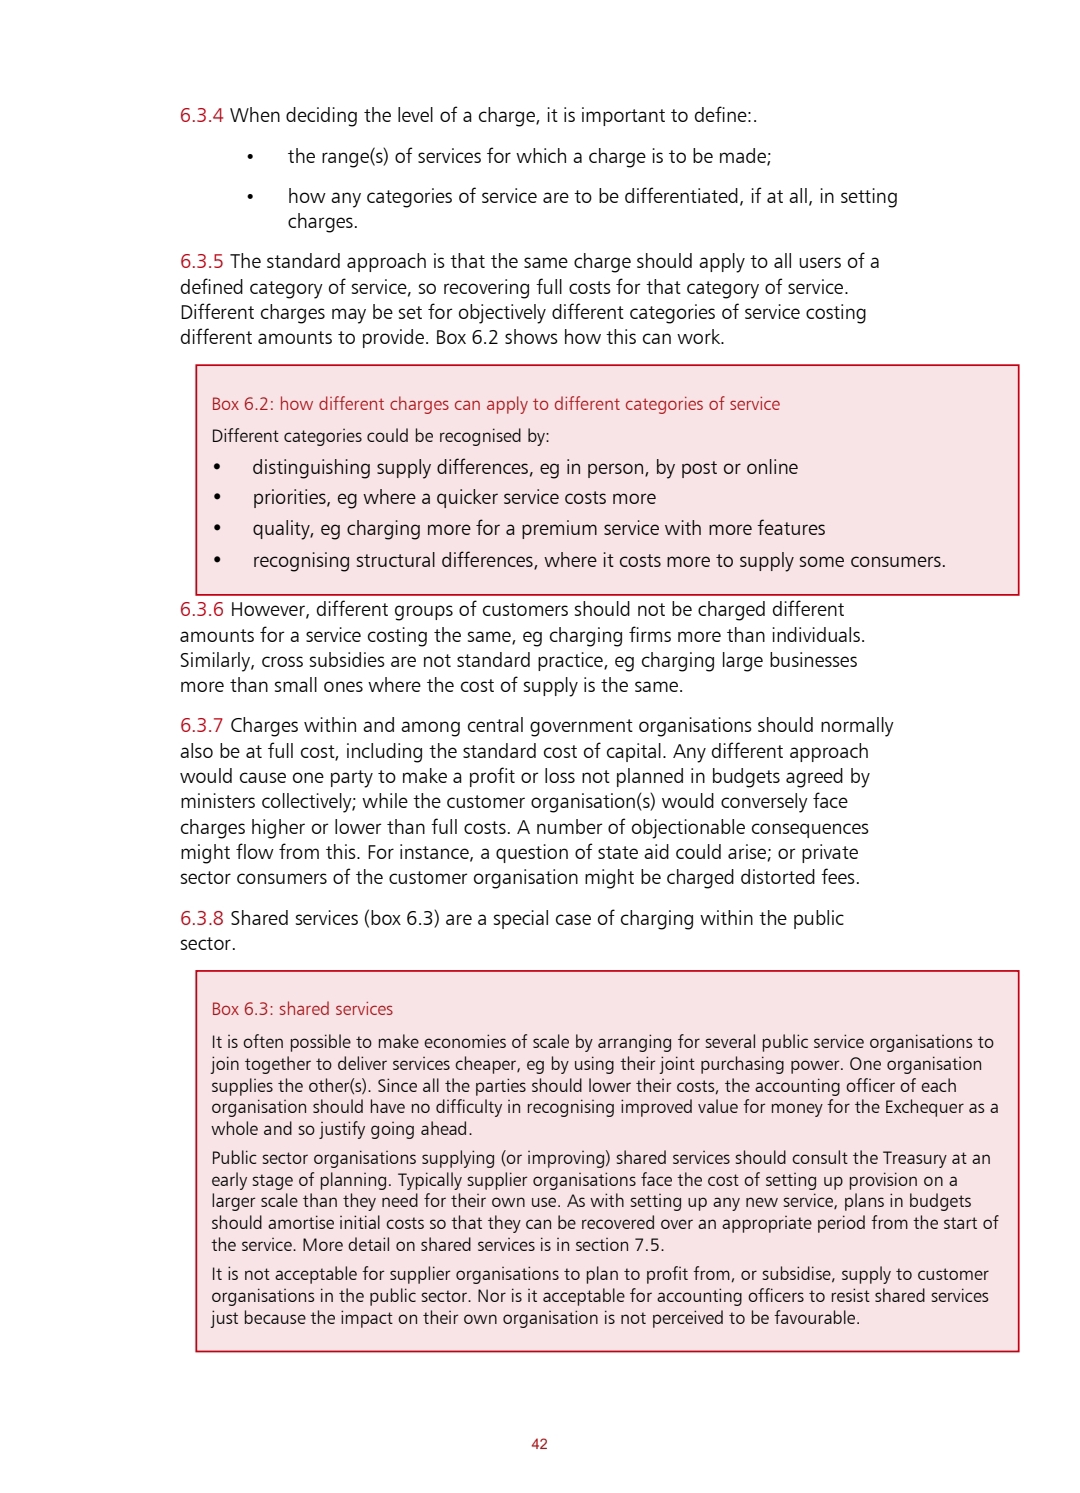 6.3.4 When deciding the level of a charge, it is important to define:.
• the range(s) of services for which a charge is to be made;
• how any categories of service are to be differentiated, if at all, in setting
charges.
6.3.5 The standard approach is that the same charge should apply to all users of a
defined category of service, so recovering full costs for that category of service.
Different charges may be set for objectively different categories of service costing
different amounts to provide. Box 6.2 shows how this can work.
Box 6.2: how different charges can apply to different categories of service
Different categories could be recognised by:
• distinguishing supply differences, eg in person, by post or online
• priorities, eg where a quicker service costs more
• quality, eg charging more for a premium service with more features
• recognising structural differences, where it costs more to supply some consumers.
6.3.6 However, different groups of customers should not be charged different
amounts for a service costing the same, eg charging firms more than individuals.
Similarly, cross subsidies are not standard practice, eg charging large businesses
more than small ones where the cost of supply is the same.
6.3.7 Charges within and among central government organisations should normally
also be at full cost, including the standard cost of capital. Any different approach
would cause one party to make a profit or loss not planned in budgets agreed by
ministers collectively; while the customer organisation(s) would conversely face
charges higher or lower than full costs. A number of objectionable consequences
might flow from this. For instance, a question of state aid could arise; or private
sector consumers of the customer organisation might be charged distorted fees.
6.3.8 Shared services (box 6.3) are a special case of charging within the public
sector.
Box 6.3: shared services
It is often possible to make economies of scale by arranging for several public service organisations to
join together to deliver services cheaper, eg by using their joint purchasing power. One organisation
supplies the other(s). Since all the parties should lower their costs, the accounting officer of each
organisation should have no difficulty in recognising improved value for money for the Exchequer as a
whole and so justify going ahead.
Public sector organisations supplying (or improving) shared services should consult the Treasury at an
early stage of planning. Typically supplier organisations face the cost of setting up provision on a
larger scale than they need for their own use. As with setting up any new service, plans in budgets
should amortise initial costs so that they can be recovered over an appropriate period from the start of
the service. More detail on shared services is in section 7.5.
It is not acceptable for supplier organisations to plan to profit from, or subsidise, supply to customer
organisations in the public sector. Nor is it acceptable for accounting officers to resist shared services
just because the impact on their own organisation is not perceived to be favourable.
42